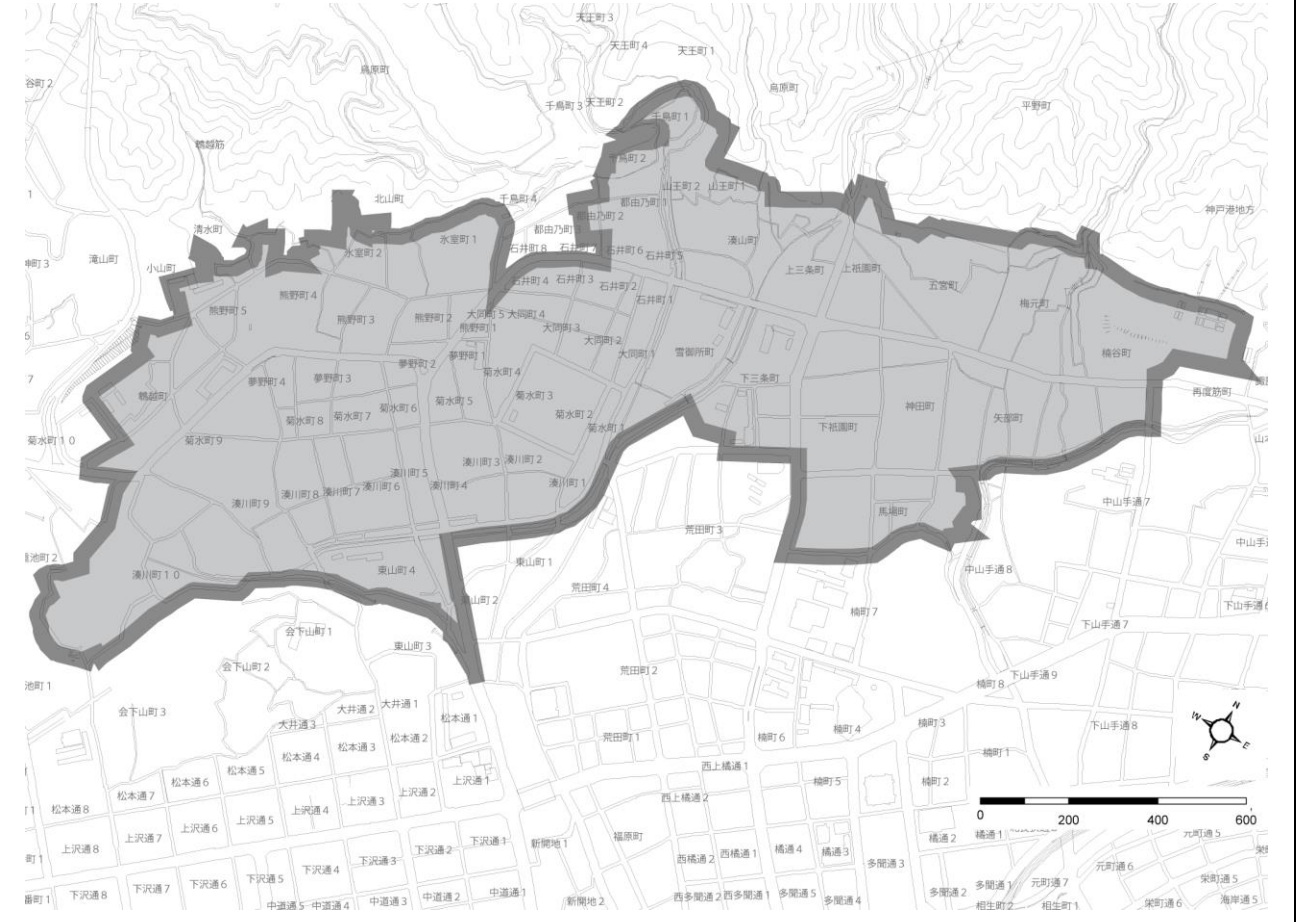 天王町3
天王町4
天王町1
烏原町
谷町2
烏原町
千鳥町3
天王町2
平野町
千鳥町1
鵯越筋
千鳥町2
1
山王町2
山王町1
北山町
千鳥町4
都由乃町1
神戸港地方
都由乃町2
清水町
都由乃町3
氷室町1
湊山町
石井町8
石井町7
石井町6
石井町5
氷室町2
滝山町
小山町
上三条町
上祇園町
石井町4
石井町3
石井町2
五宮町
熊野町4
石井町1
梅元町
熊野町5
熊野町3
熊野町2
大同町5
大同町4
熊野町1
大同町3
大同町2
雪御所町
大同町1
楠谷町
夢野町1
夢野町2
菊水町4
7
夢野町4
夢野町3
下三条町
再度筋町
鵯越町
菊水町3
菊水町6
菊水町5
神田町
菊水町8
菊水町7
菊水町2
矢部町
菊水町10
菊水町9
菊水町1
下祇園町
湊川町3
湊川町2
湊川町5
湊川町1
湊川町6
湊川町4
湊川町8
湊川町7
湊川町9
中山手通7
馬場町
荒田町3
東山町1
湊川町10
東山町4
中山手通8
荒田町4
東山町2
楠町7
下山手通7
会下山町1
東山町3
会下山町2
荒田町2
下山手通9
池町1
楠町8
会下山町3
大井通3
大井通2
大井通1
松本通1
楠町3
下山手通8
楠町4
荒田町1
楠町6
松本通4
松本通3
松本通2
楠町1
西上橘通1
松本通5
上沢通1
楠町5
楠町2
松本通6
松本通7
西上橘通2
上沢通2
上沢通3
松本通8
上沢通4
0
200
400
600
上沢通5
上沢通6
福原町
上沢通7
新開地1
橘通2
橘通1
元町通5
上沢通8
下沢通1
下沢通2
橘通4
橘通3
西橘通2
西橘通1
下沢通3
多聞通3
元町通6
下沢通4
下沢通5
下沢通6
下沢通7
下沢通8
栄町通5
元町通7
多聞通1
多聞通2
中道通1
中道通2
中道通3
中道通4
中道通5
新開地2
西多聞通2
西多聞通1
多聞通5
多聞通4
相生町2
相生町1
栄町通6
海岸通5
N
E
S
W